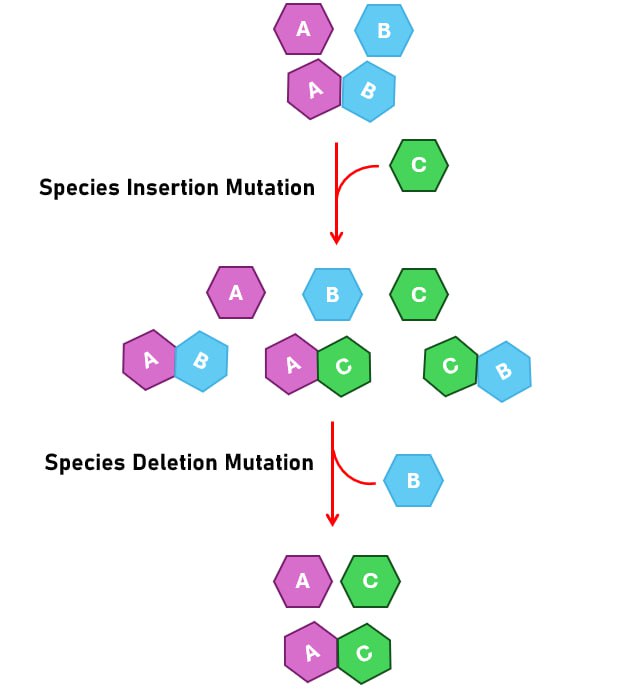 A B
A B
C
Species Insertion Mutation
A B C
A B A C C B
Species Deletion Mutation
B
A C
A C